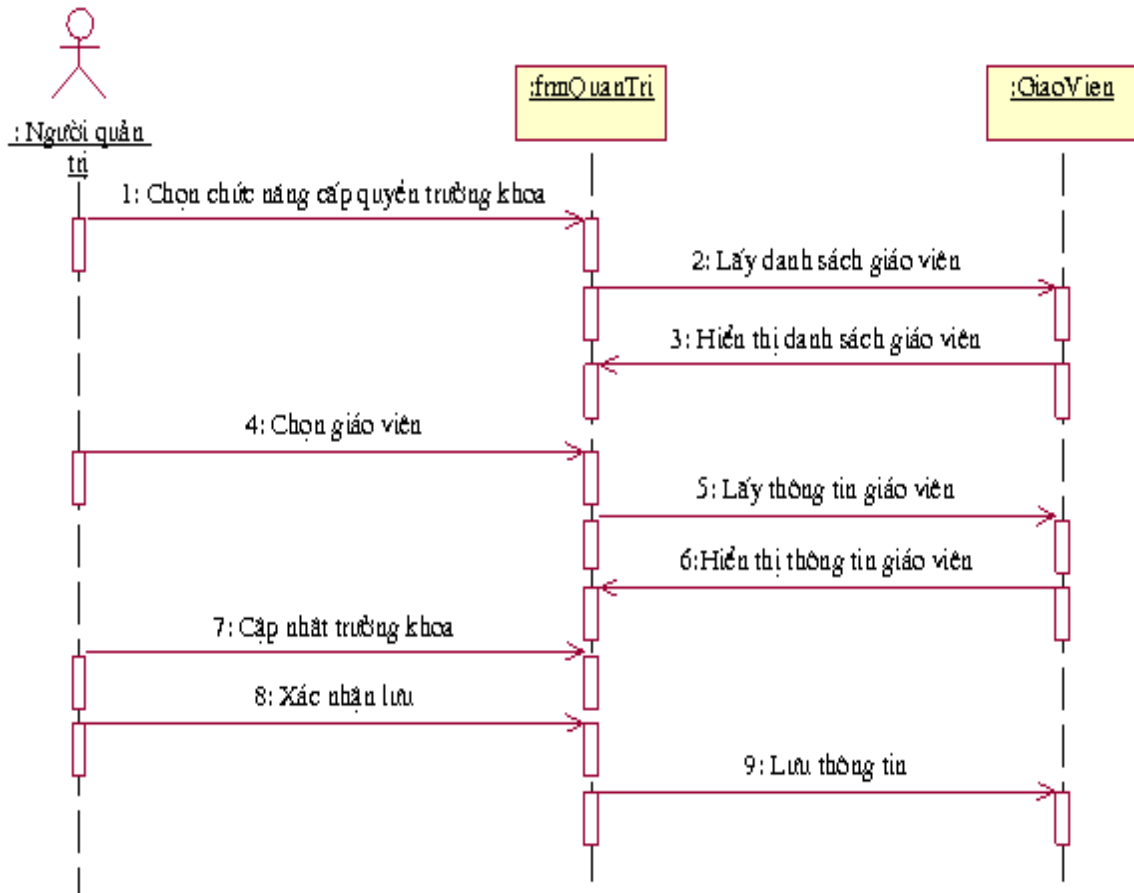 : Người quản
trị
:frmQuanTri
:GiaoVien
1: Chọn chức năng cấp quyền trưởng khoa
2: Lấy danh sách giáo viên
3: Hiển thị danh sách giáo viên
4: Chọn giáo viên
5: Lấy thông tin giáo viên
6:Hiển thị thông tin giáo viên
7: Cập nhât trưởng khoa
8: Xác nhận lưu
9: Lưu thông tin